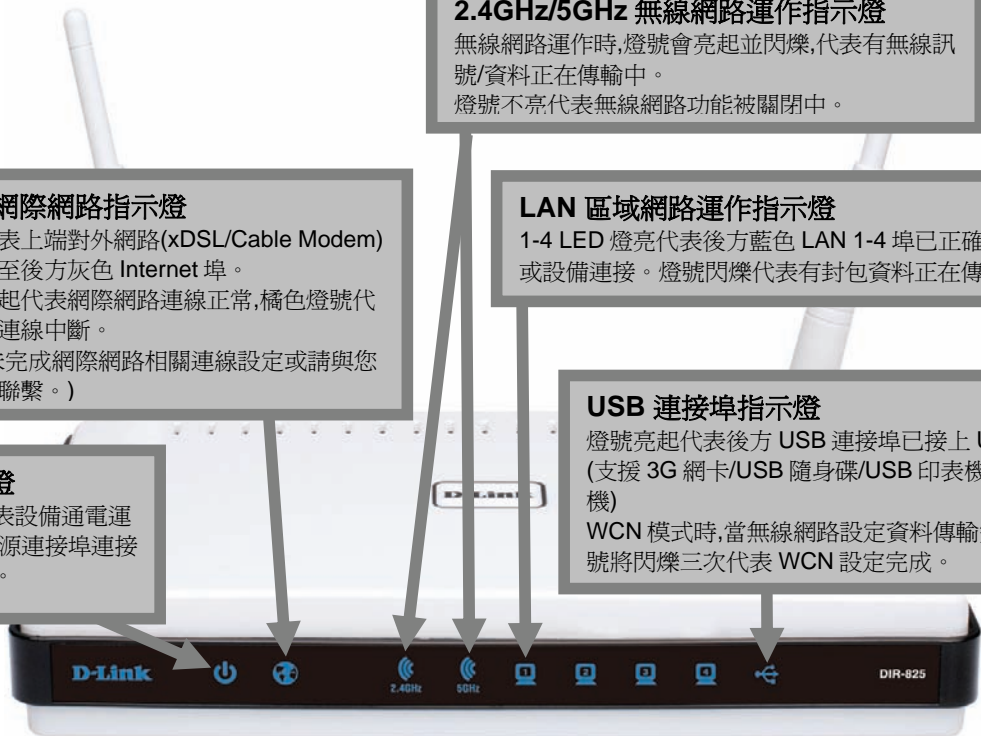 2.4GHz/5GHz 無線網路運作指示燈
無線網路運作時,燈號會亮起並閃爍,代表有無線訊
號/資料正在傳輸中。
燈號不亮代表無線網路功能被關閉中。
網際網路指示燈
表上端對外網路(xDSL/Cable Modem)
至後方灰色 Internet 埠。
起代表網際網路連線正常,橘色燈號代
連線中斷。
完成網際網路相關連線設定或請與您
聯繫。)
LAN 區域網路運作指示燈
1-4 LED 燈亮代表後方藍色 LAN 1-4 埠已正確
或設備連接。燈號閃爍代表有封包資料正在傳
USB 連接埠指示燈
燈號亮起代表後方 USB 連接埠已接上
(支援 3G 網卡/USB 隨身碟/USB 印表機
機)
WCN 模式時,當無線網路設定資料傳輸
號將閃爍三次代表 WCN 設定完成。
燈
表設備通電運
源連接埠連接
。
D-Link
D-Link
2.4GHz
5GHz
1
2
3
4
DIR-825